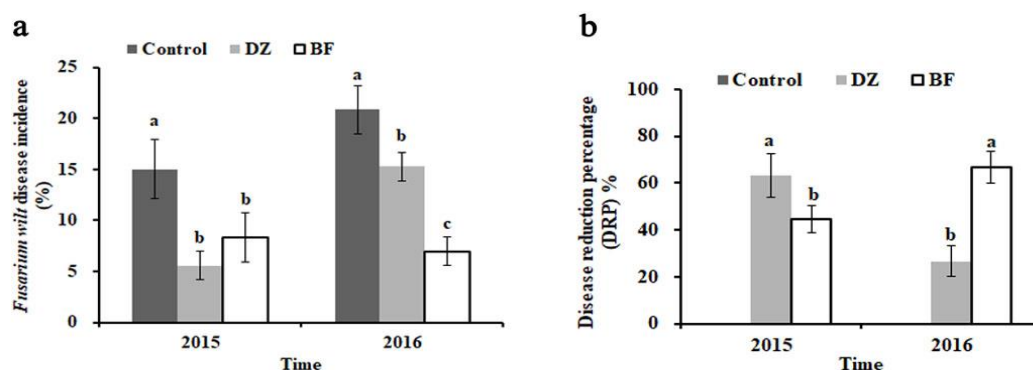 a
Control DZ BF
Fusarium wilt disease incidence
(%)
25
20
15
10
5
0
a
b
b
a
b
c
2015 2016
Time
b
Control DZ BF
Disease reduction percentage
(DRP) %
100
80
60
40
20
0
a
b
b
a
2015 2016
Time